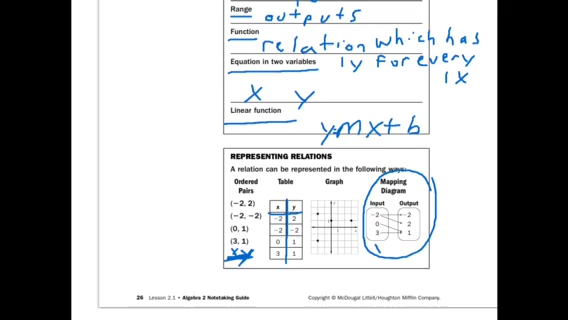 Range
outputs
Function
relation which has
Equation in two variables
1y for every
1x
x y
Linear function
y=mx+b
REPRESENTING RELATIONS
A relation can be represented in the following ways:
Ordered Pairs Table Graph Mapping Diagram
x y Input Output
(−2, 2) −2 2 −2 −2
(−2, −2) −2 −2 0 2
(0, 1) 0 1 3 1
(3, 1) 3 1
x y
26 Lesson 2.1 • Algebra 2 Notetaking Guide Copyright © McDougal Littell/Houghton Mifflin Company.